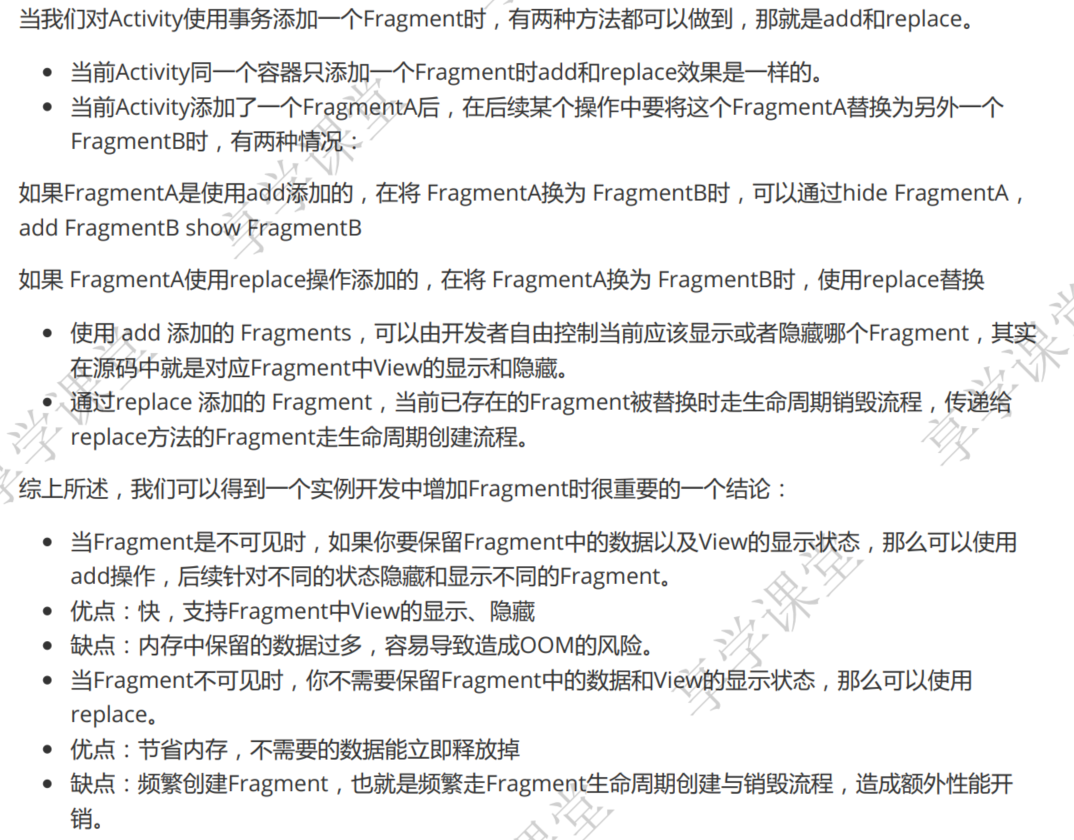 当我们对Activity使用事务添加一个Fragment时，有两种方法都可以做到，那就是add和replace。
• 当前Activity同一个容器只添加一个Fragment时add和replace效果是一样的。
• 当前Activity添加了一个FragmentA后，在后续某个操作中要将这个FragmentA替换为另外一个
FragmentB时，有两种情况：
如果FragmentA是使用add添加的，在将 FragmentA换为 FragmentB时，可以通过hide FragmentA，
add FragmentB show FragmentB
如果 FragmentA使用replace操作添加的，在将 FragmentA换为 FragmentB时，使用replace替换
• 使用 add 添加的 Fragments，可以由开发者自由控制当前应该显示或者隐藏哪个Fragment，其实
在源码中就是对应Fragment中View的显示和隐藏。
• 通过replace 添加的 Fragment，当前已存在的Fragment被替换时走生命周期销毁流程，传递给
replace方法的Fragment走生命周期创建流程。
综上所述，我们可以得到一个实例开发中增加Fragment时很重要的一个结论：
• 当Fragment是不可见时，如果你要保留Fragment中的数据以及View的显示状态，那么可以使用
add操作，后续针对不同的状态隐藏和显示不同的Fragment。
• 优点：快，支持Fragment中View的显示、隐藏
• 缺点：内存中保留的数据过多，容易导致造成OOM的风险。
• 当Fragment不可见时，你不需要保留Fragment中的数据和View的显示状态，那么可以使用
replace。
• 优点：节省内存，不需要的数据能立即释放掉
• 缺点：频繁创建Fragment，也就是频繁走Fragment生命周期创建与销毁流程，造成额外性能开
销。
享学课堂
享学课堂
享学课堂
享学课堂
课堂